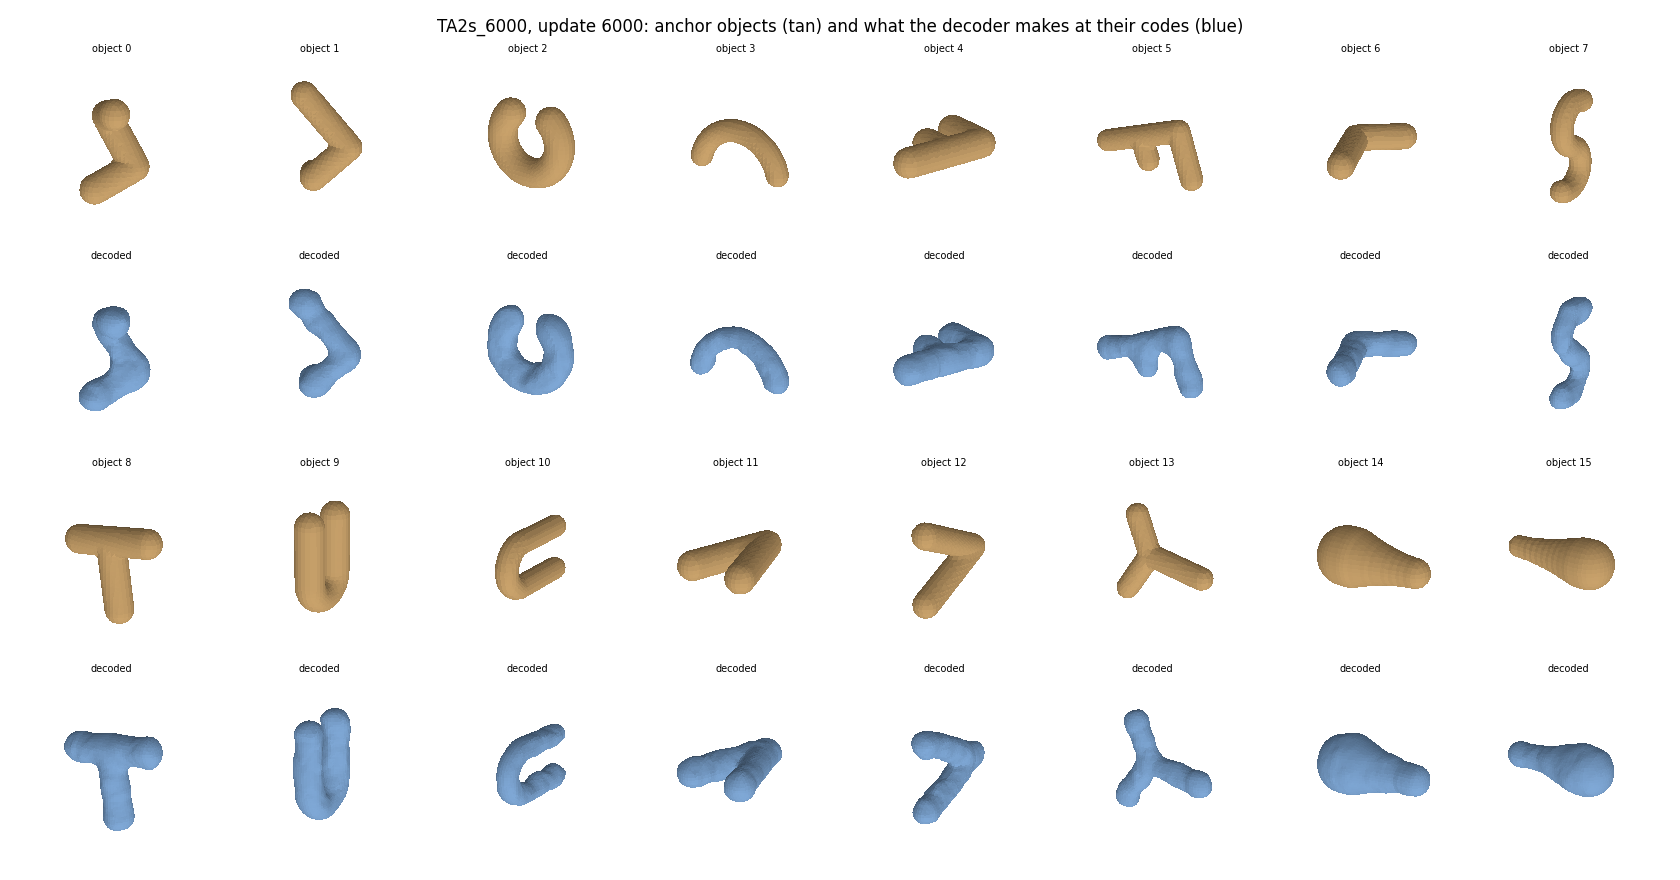 TA2s_6000, update 6000: anchor objects (tan) and what the decoder makes at their codes (blue)
object 0 object 1 object 2 object 3 object 4 object 5 object 6 object 7
decoded decoded decoded decoded decoded decoded decoded decoded
object 8 object 9 object 10 object 11 object 12 object 13 object 14 object 15
decoded decoded decoded decoded decoded decoded decoded decoded